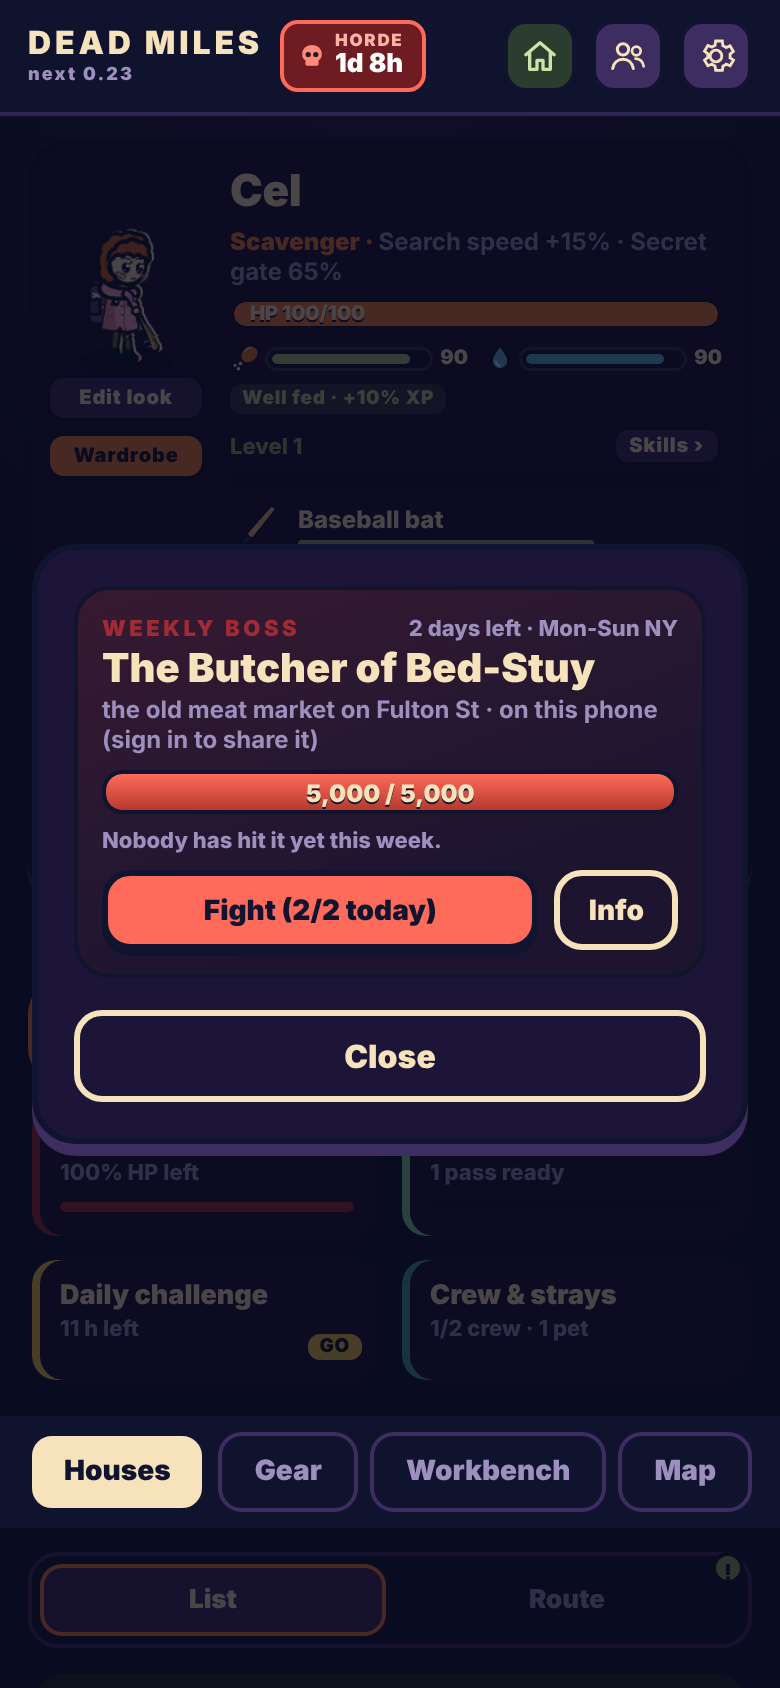 DEAD MILES
next 0.23
HORDE
1d 8h
Cel
Scavenger · Search speed +15% · Secret
gate 65%
HP 100/100
90
90
Edit look
Well fed · +10% XP
Wardrobe
Level 1
Skills ›
Baseball bat
WEEKLY BOSS
2 days left · Mon-Sun NY
The Butcher of Bed-Stuy
the old meat market on Fulton St · on this phone
(sign in to share it)
5,000 / 5,000
Nobody has hit it yet this week.
Fight (2/2 today)
Info
Close
100% HP left
1 pass ready
Daily challenge
11 h left
GO
Crew & strays
1/2 crew · 1 pet
Houses
Gear
Workbench
Map
List
Route
!